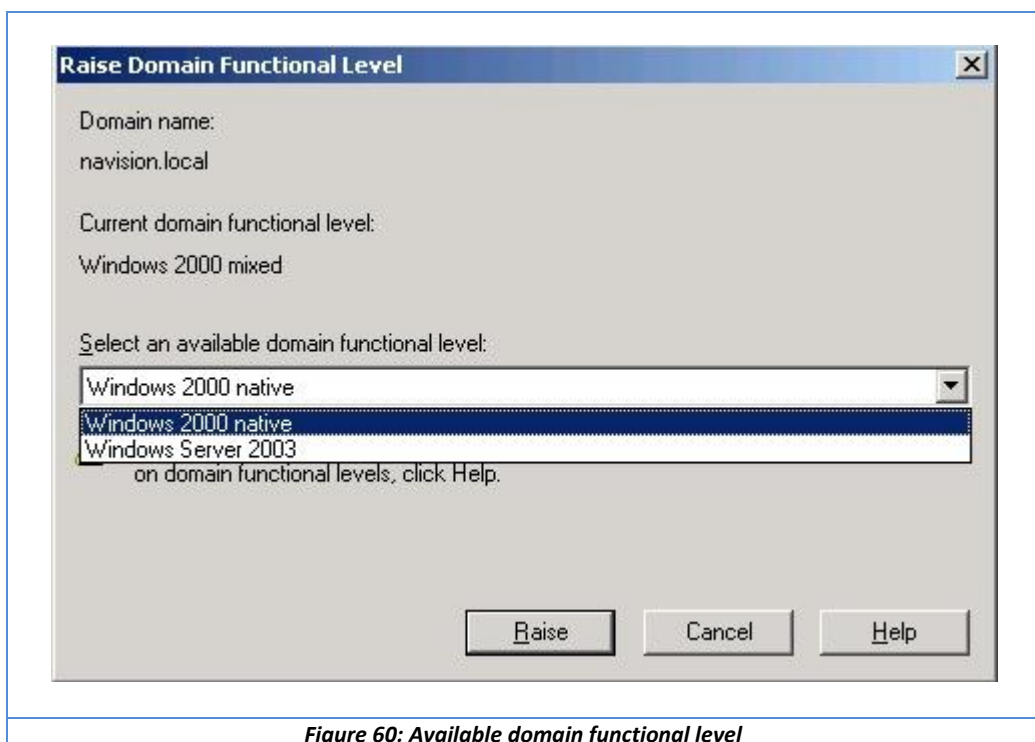 Raise Domain Functional Level
Domain name:
navision.local
Current domain functional level:
Windows 2000 mixed
Select an available domain functional level:
Windows 2000 native
Windows 2000 native
Windows Server 2003
on domain functional levels, click Help.
Raise
Cancel
Help
Figure 60: Available domain functional level